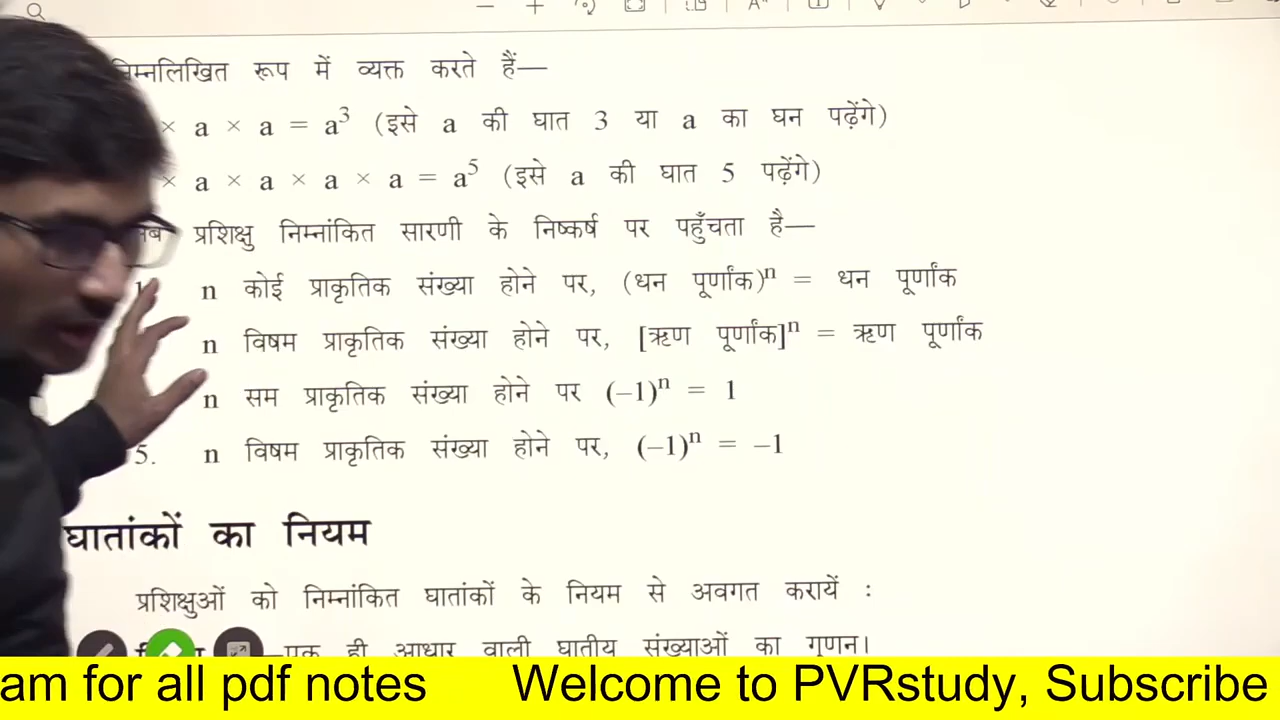 निम्नलिखित रूप में व्यक्त करते हैं—
× a × a = a³ (इसे a की घात 3 या a का घन पढ़ेंगे)
× a × a × a × a = a⁵ (इसे a की घात 5 पढ़ेंगे)
प्रशिक्षु निम्नांकित सारणी के निष्कर्ष पर पहुँचता है—
n कोई प्राकृतिक संख्या होने पर, (धन पूर्णांक)ⁿ = धन पूर्णांक
n विषम प्राकृतिक संख्या होने पर, [ऋण पूर्णांक]ⁿ = ऋण पूर्णांक
n सम प्राकृतिक संख्या होने पर (–1)ⁿ = 1
5. n विषम प्राकृतिक संख्या होने पर, (–1)ⁿ = –1
घातांकों का नियम
प्रशिक्षुओं को निम्नांकित घातांकों के नियम से अवगत करायें :
—एक ही आधार वाली घातीय संख्याओं का गुणन।
am for all pdf notes Welcome to PVRstudy, Subscribe